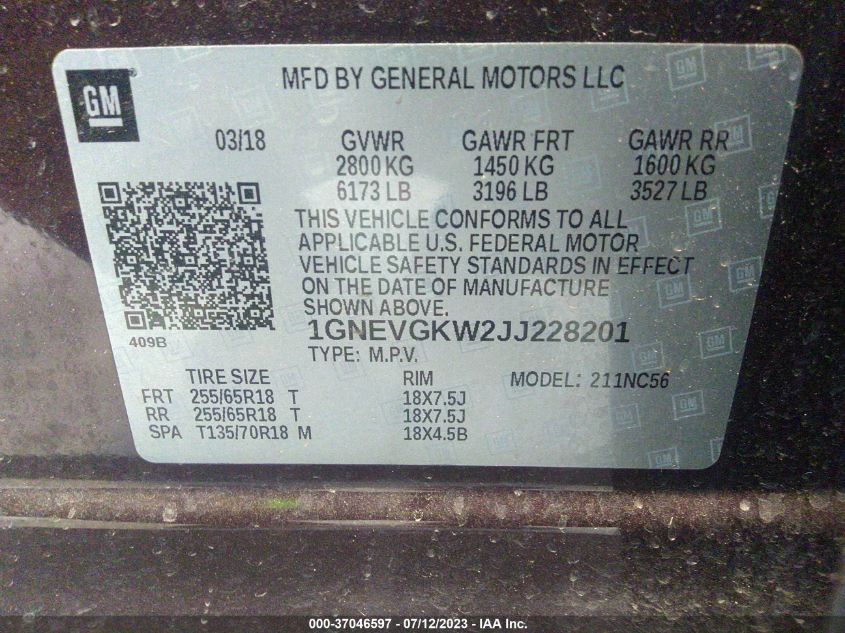 MFD BY GENERAL MOTORS LLC
GM
03/18 GVWR GAWR FRT GAWR RR
2800 KG 1450 KG 1600 KG
6173 LB 3196 LB 3527 LB
THIS VEHICLE CONFORMS TO ALL
APPLICABLE U.S. FEDERAL MOTOR
VEHICLE SAFETY STANDARDS IN EFFECT
ON THE DATE OF MANUFACTURE
SHOWN ABOVE.
1GNEVGKW2JJ228201
409B
TYPE: M.P.V.
TIRE SIZE RIM MODEL: 211NC56
FRT 255/65R18 T 18X7.5J
RR 255/65R18 T 18X7.5J
SPA T135/70R18 M 18X4.5B
000-37046597 - 07/12/2023 - IAA Inc.